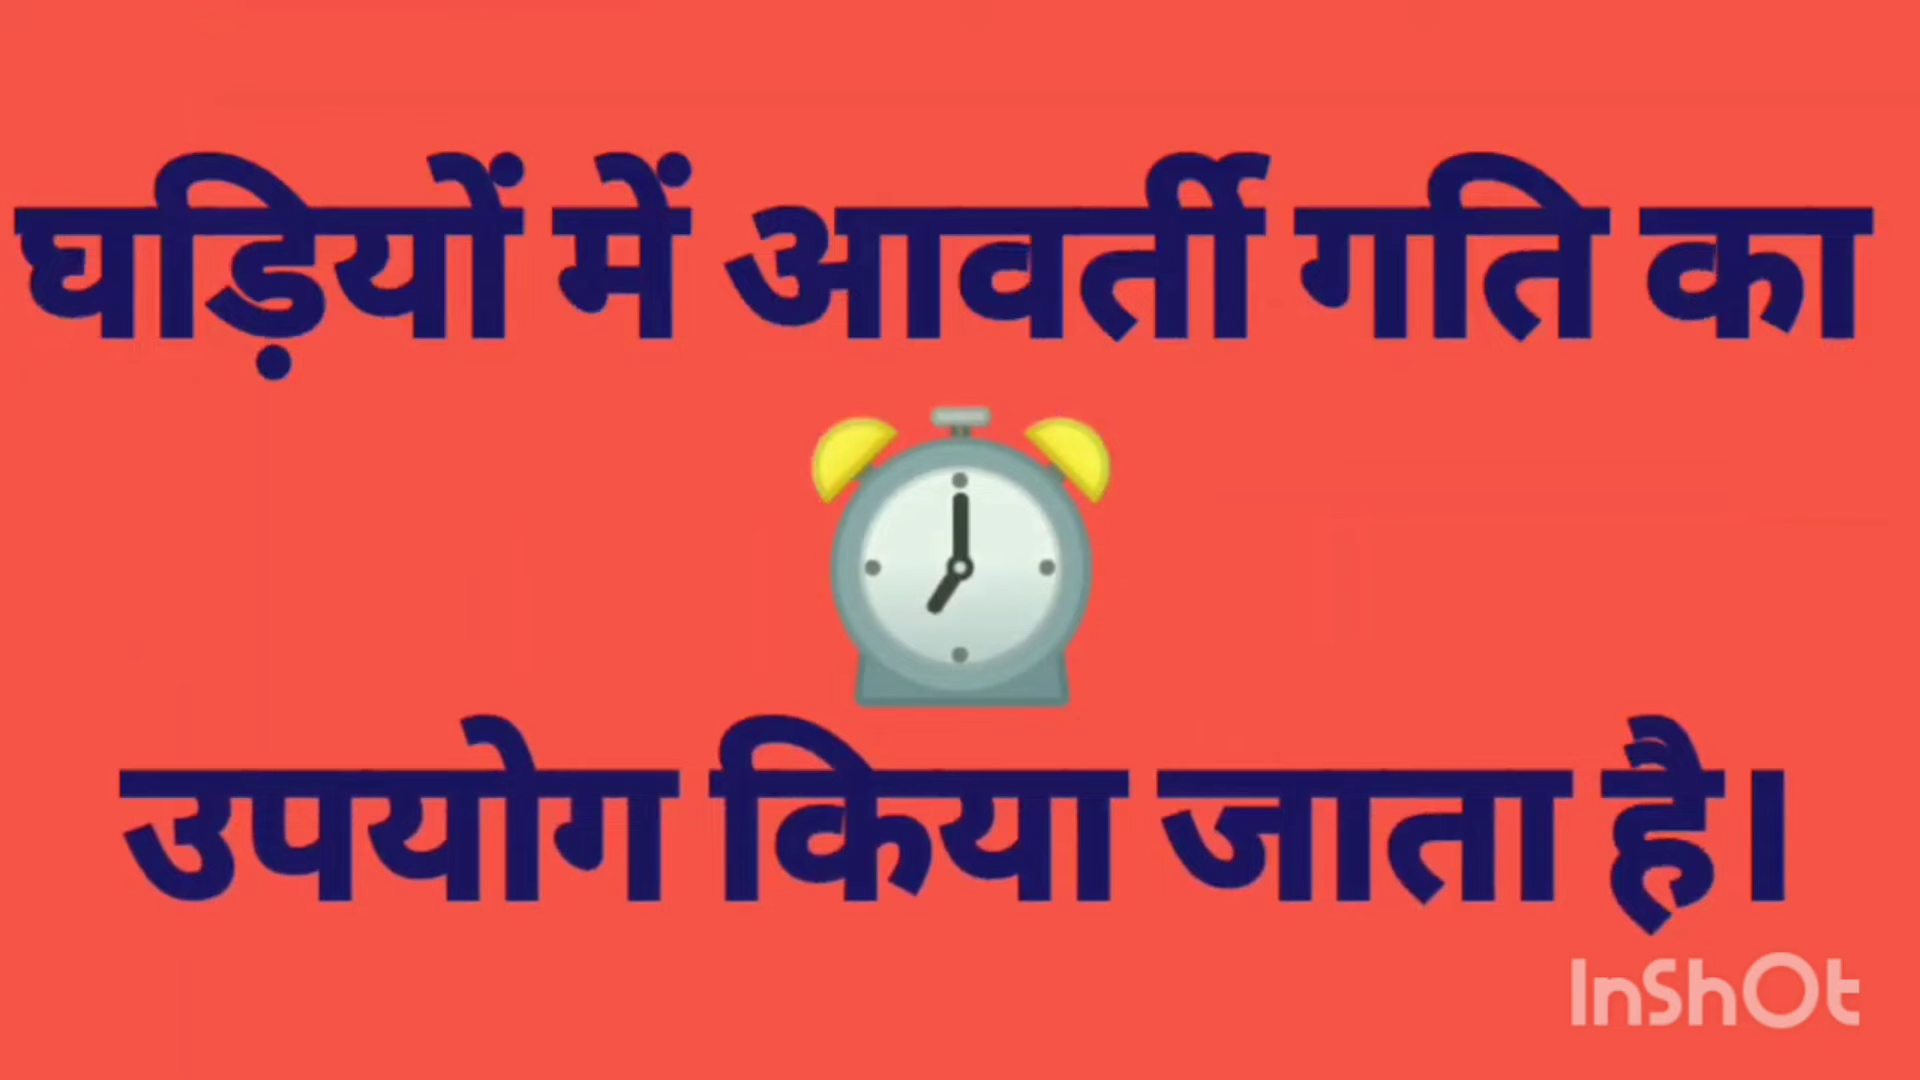 घड़ियों में आवर्ती गति का
उपयोग किया जाता है।
InShOt